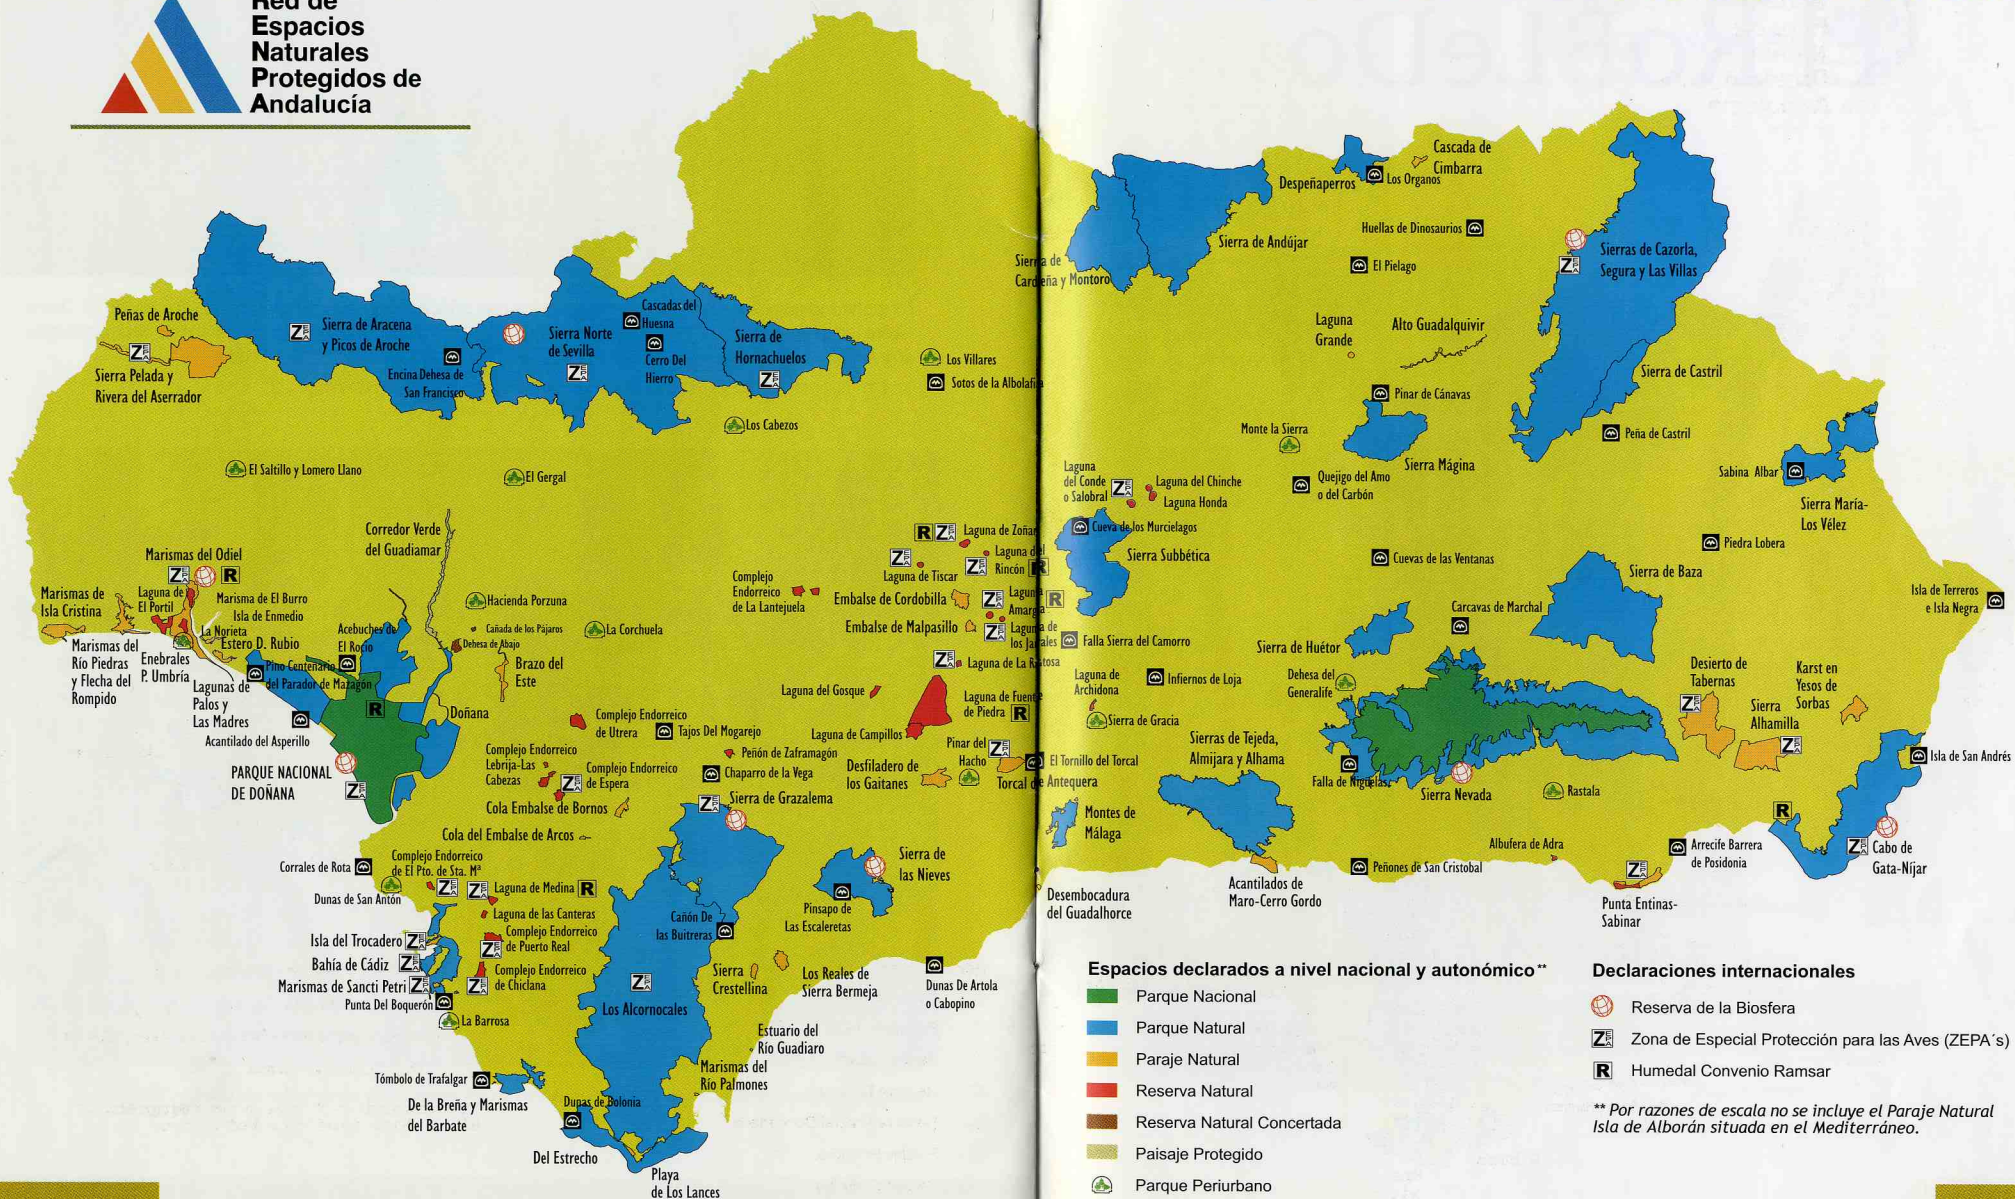 Red de
Espacios
Naturales
Protegidos de
Andalucía
Peñas de Aroche
Sierra Pelada y
Rivera del Aserrador
Sierra de Aracena
y Picos de Aroche
Encina Dehesa de
San Francisco
Sierra Norte
de Sevilla
Cascadas del
Huesna
Cerro Del
Hierro
Sierra de
Hornachuelos
Los Villares
Sotos de la Albolafia
Los Cabezos
El Saltillo y Lomero Llano
El Gergal
Corredor Verde
del Guadiamar
Marismas del Odiel
Marismas de
Isla Cristina
Laguna de
El Portil
Marisma de El Burro
Isla de Enmedio
La Norieta
Estero D. Rubio
Marismas del
Río Piedras
y Flecha del
Rompido
Enebrales
P. Umbría
Lagunas de
Palos y
Las Madres
Pino Centenario
del Parador de Mazagón
Acebuches de
El Rocío
Acantilado del Asperillo
PARQUE NACIONAL
DE DOÑANA
Doñana
Hacienda Porzuna
Cañada de los Pájaros
Dehesa de Abajo
Brazo del
Este
La Corchuela
Complejo
Endorreico
de La Lantejuela
Laguna de Zoñar
Laguna del
Rincón
Laguna de Tiscar
Embalse de Cordobilla
Laguna
Amarga
Embalse de Malpasillo
Laguna de
los Jarales
Laguna de La Ratosa
Laguna del Gosque
Laguna de Fuente
de Piedra
Laguna de Campillos
Complejo Endorreico
de Utrera
Tajos Del Mogarejo
Peñón de Zaframagón
Chaparro de la Vega
Complejo Endorreico
Lebrija-Las
Cabezas
Complejo Endorreico
de Espera
Cola Embalse de Bornos
Cola del Embalse de Arcos
Sierra de Grazalema
Desfiladero de
los Gaitanes
Pinar del
Hacho
Torcal de Antequera
El Tornillo del Torcal
Corrales de Rota
Complejo Endorreico
de El Pto. de Sta. Mª
Dunas de San Antón
Laguna de Medina
Laguna de las Canteras
Complejo Endorreico
de Puerto Real
Isla del Trocadero
Bahía de Cádiz
Marismas de Sancti Petri
Complejo Endorreico
de Chiclana
Punta Del Boquerón
La Barrosa
Cañón De
las Buitreras
Sierra de
las Nieves
Pinsapo de
Las Escaleretas
Sierra
Crestellina
Los Reales de
Sierra Bermeja
Dunas De Artola
o Cabopino
Los Alcornocales
Estuario del
Río Guadiaro
Marismas del
Río Palmones
Tómbolo de Trafalgar
De la Breña y Marismas
del Barbate
Dunas de Bolonia
Del Estrecho
Playa
de Los Lances
Sierra de
Cardeña y Montoro
Sierra de Andújar
Despeñaperros
Los Organos
Cascada de
Cimbarra
Huellas de Dinosaurios
El Pielago
Sierras de Cazorla,
Segura y Las Villas
Laguna
Grande
Alto Guadalquivir
Sierra de Castril
Pinar de Cánavas
Peña de Castril
Monte la Sierra
Sierra Mágina
Quejigo del Amo
o del Carbón
Sabina Albar
Sierra María-
Los Vélez
Laguna
del Conde
o Salobral
Laguna del Chinche
Laguna Honda
Cueva de los Murcielagos
Sierra Subbética
Piedra Lobera
Cuevas de las Ventanas
Sierra de Baza
Isla de Terreros
e Isla Negra
Carcavas de Marchal
Falla Sierra del Camorro
Sierra de Huétor
Laguna de
Archidona
Infiernos de Loja
Dehesa del
Generalife
Sierra de Gracia
Desierto de
Tabernas
Karst en
Yesos de
Sorbas
Sierra
Alhamilla
Sierras de Tejeda,
Almijara y Alhama
Falla de Nigüelas
Sierra Nevada
Rastala
Isla de San Andrés
Montes de
Málaga
Albufera de Adra
Arrecife Barrera
de Posidonia
Cabo de
Gata-Níjar
Peñones de San Cristobal
Desembocadura
del Guadalhorce
Acantilados de
Maro-Cerro Gordo
Punta Entinas-
Sabinar
Espacios declarados a nivel nacional y autonómico**
Parque Nacional
Parque Natural
Paraje Natural
Reserva Natural
Reserva Natural Concertada
Paisaje Protegido
Parque Periurbano
Declaraciones internacionales
Reserva de la Biosfera
ZEPA Zona de Especial Protección para las Aves (ZEPA´s)
R Humedal Convenio Ramsar
** Por razones de escala no se incluye el Paraje Natural
Isla de Alborán situada en el Mediterráneo.